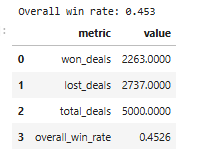 Overall win rate: 0.453
:
metric value
0 won_deals 2263.0000
1 lost_deals 2737.0000
2 total_deals 5000.0000
3 overall_win_rate 0.4526